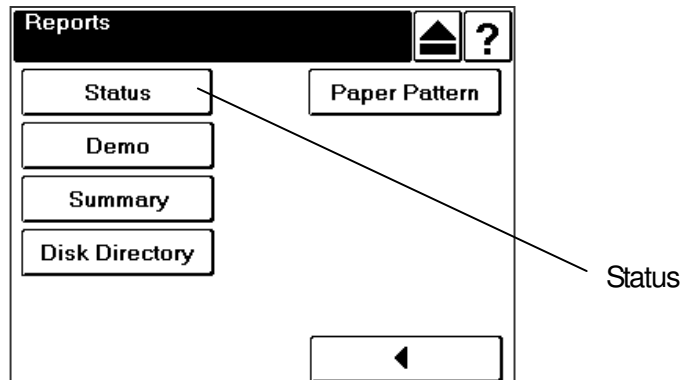 Reports
?
Status
Paper Pattern
Demo
Summary
Disk Directory
Status